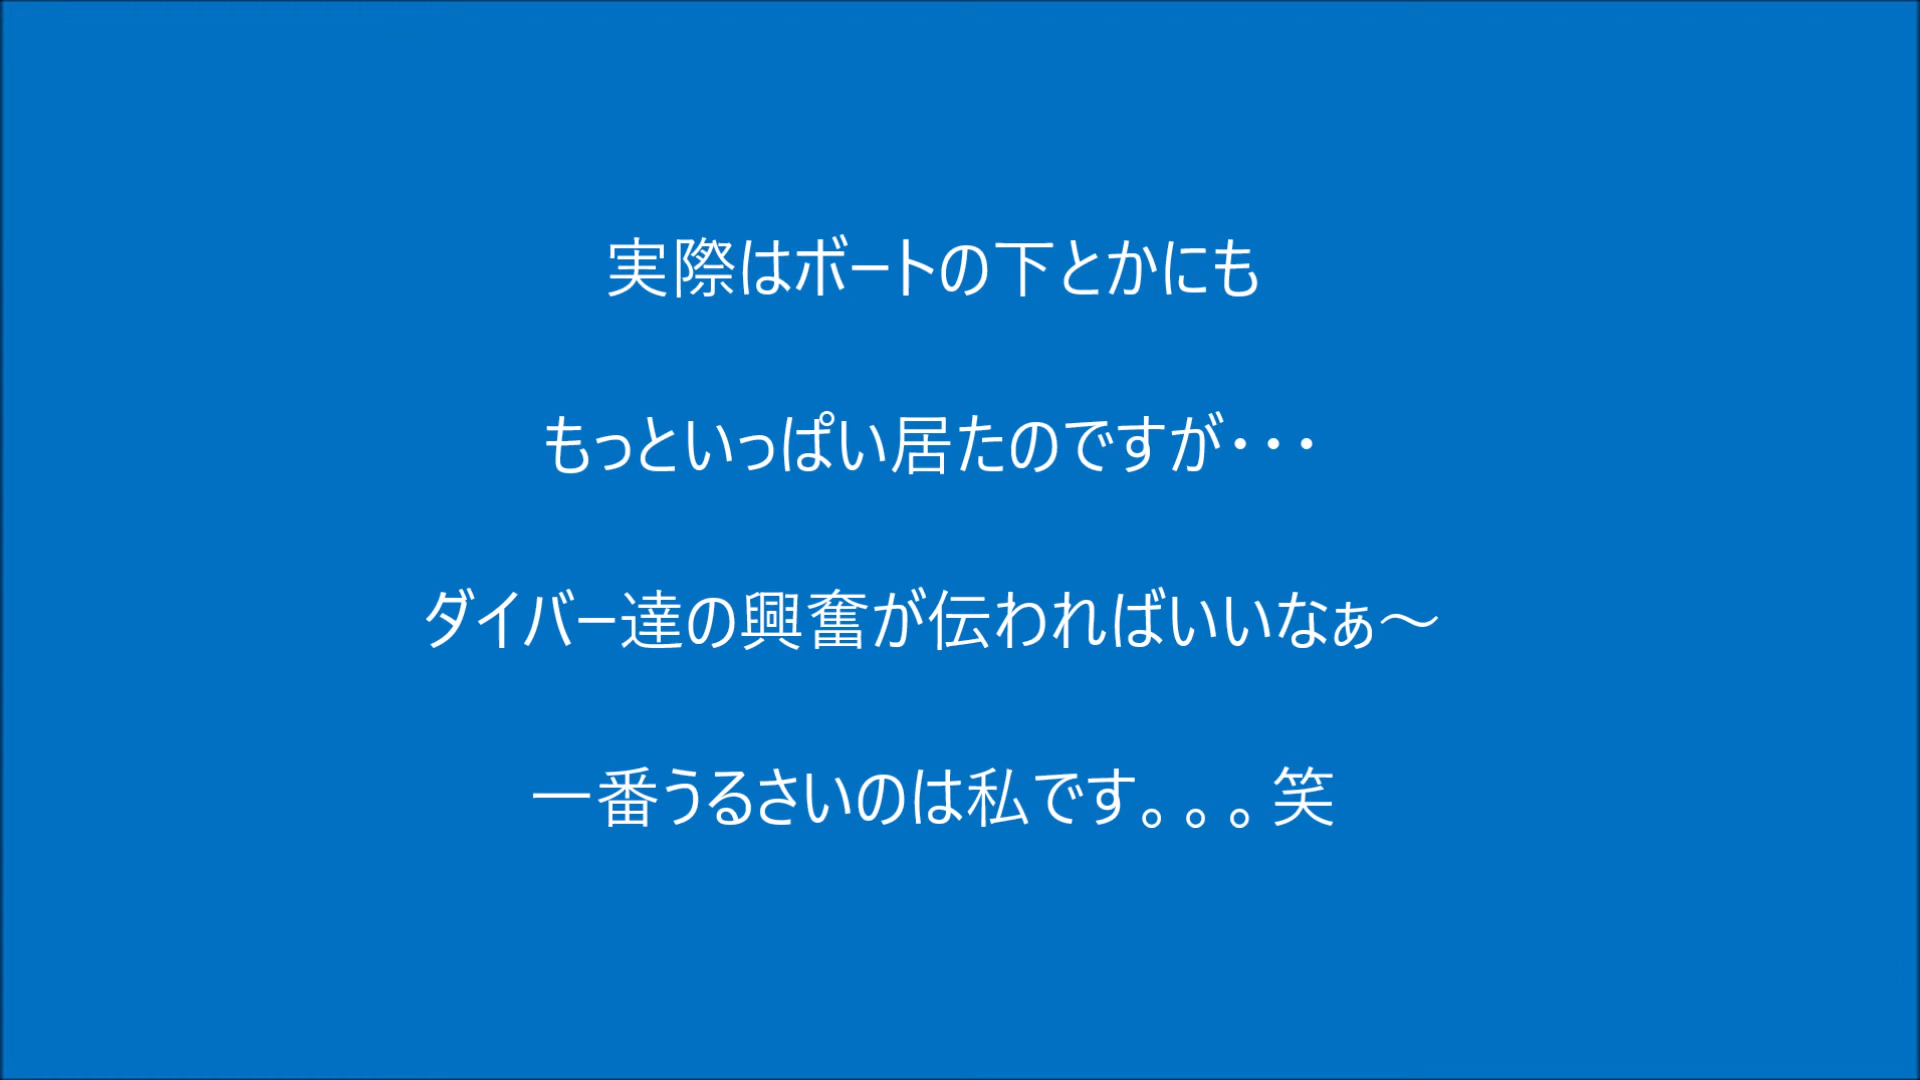 実際はボートの下とかにも
もっといっぱい居たのですが・・・
ダイバー達の興奮が伝わればいいなぁ～
一番うるさいのは私です。。。笑